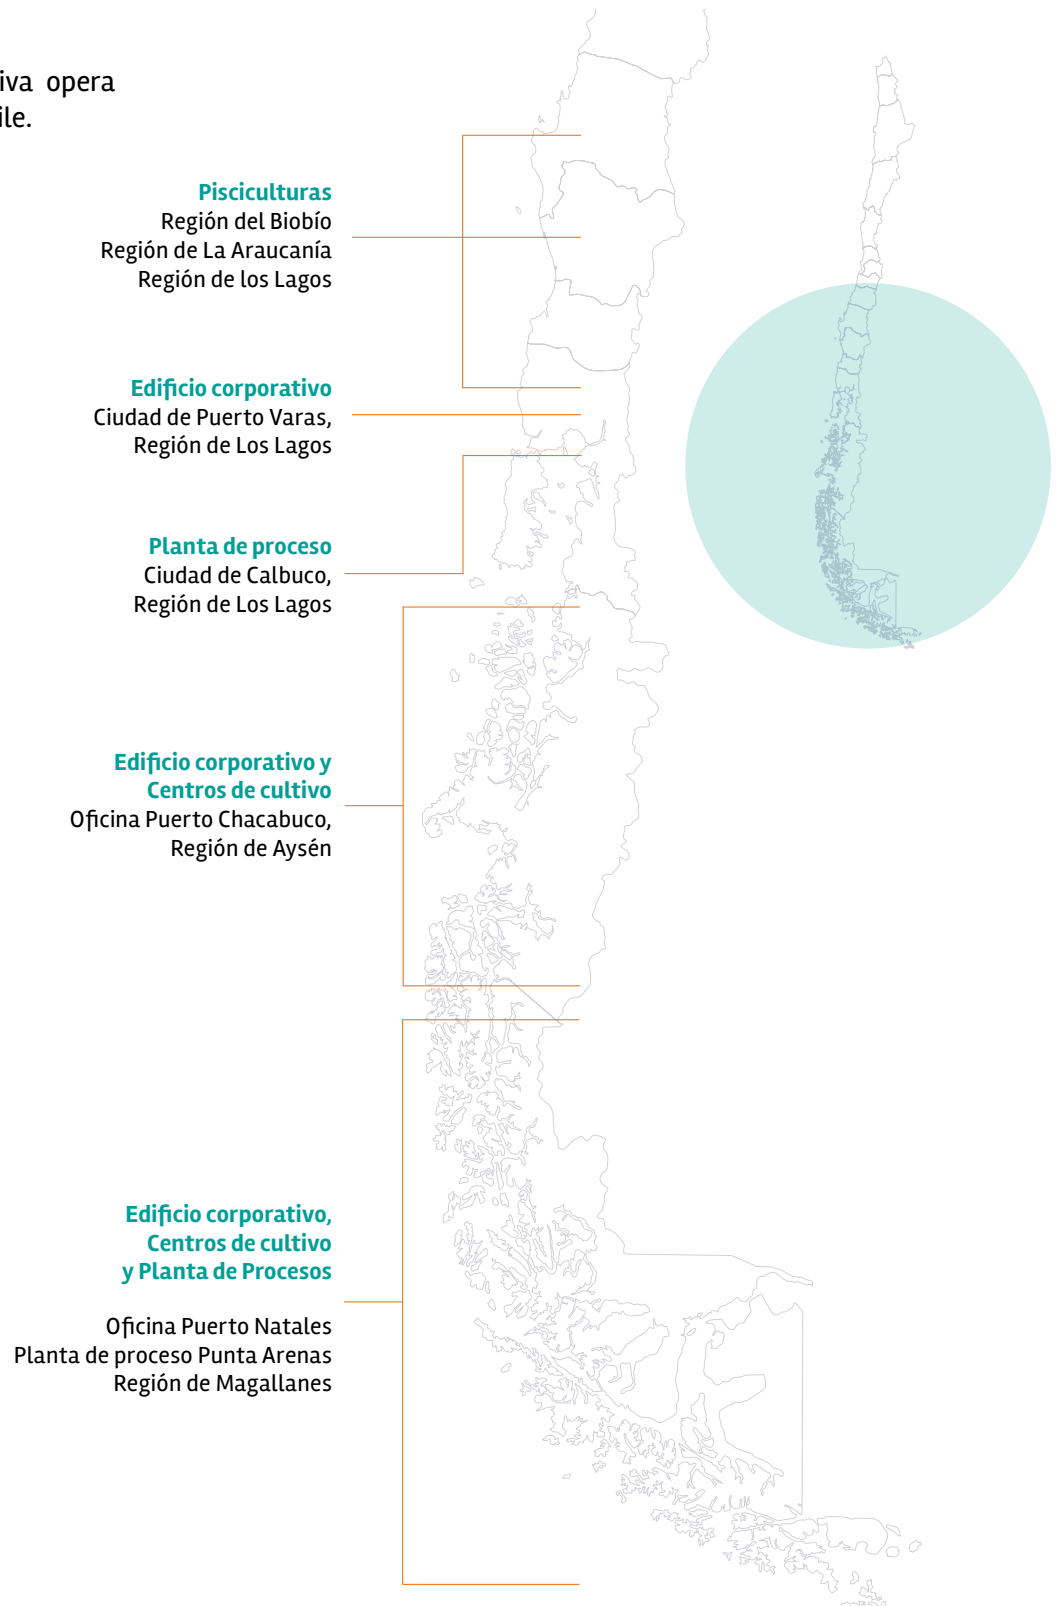 opera
Pisciculturas
Región del Biobío
Región de La Araucanía
Región de los Lagos
Edificio corporativo
Ciudad de Puerto Varas,
Región de Los Lagos
Planta de proceso
Ciudad de Calbuco,
Región de Los Lagos
Edificio corporativo y
Centros de cultivo
Oficina Puerto Chacabuco,
Región de Aysén
Edificio corporativo,
Centros de cultivo
y Planta de Procesos
Oficina Puerto Natales
Planta de proceso Punta Arenas
Región de Magallanes